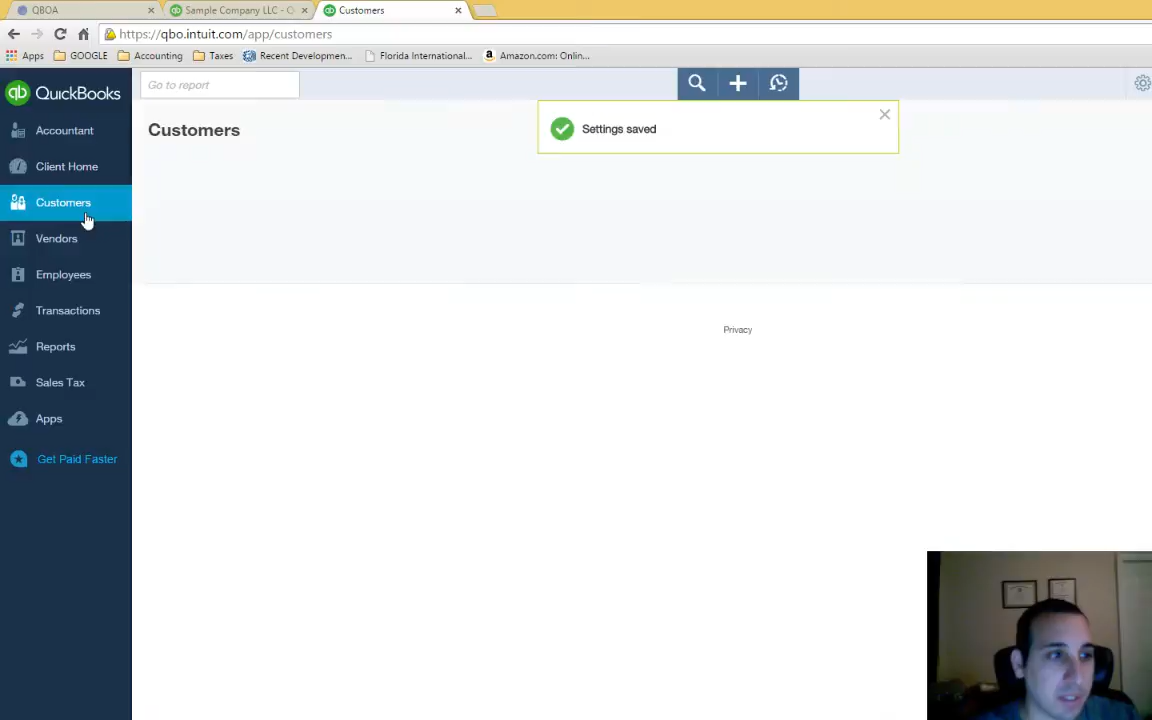 QBOA
Sample Company LLC - Q
Customers
https://qbo.intuit.com/app/customers
Apps GOOGLE Accounting Taxes Recent Developmen... Florida International... Amazon.com: Onlin...
qb QuickBooks
Go to report
Accountant
Customers
Settings saved
Client Home
Customers
Vendors
Employees
Transactions
Privacy
Reports
Sales Tax
Apps
Get Paid Faster